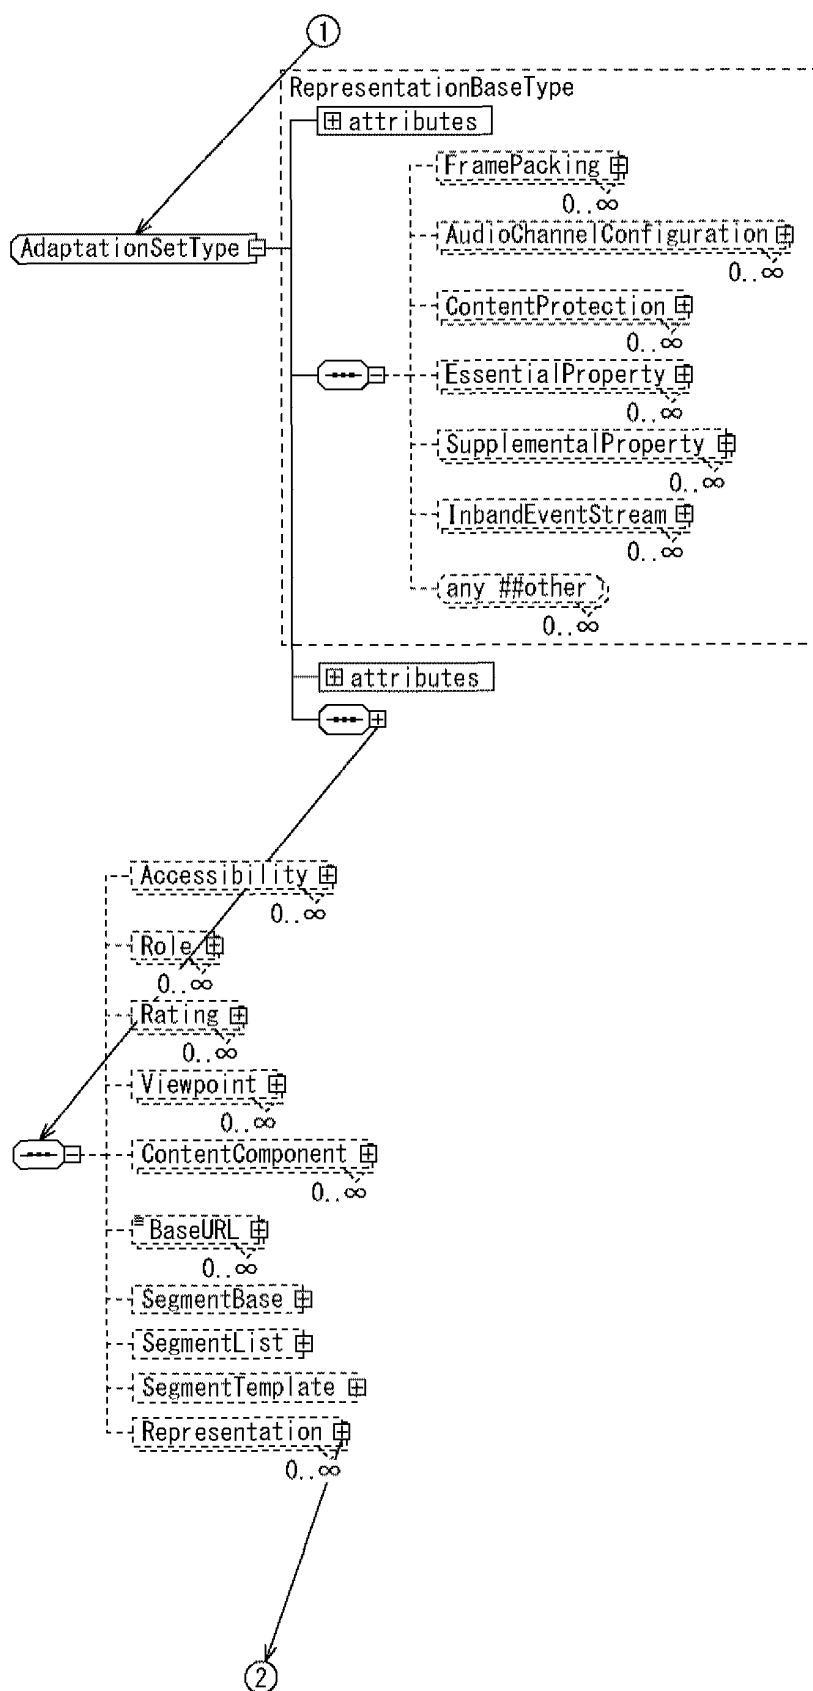 1
RepresentationBaseType
attributes
FramePacking
0..∞
AdaptationSetType
AudioChannelConfiguration
0..∞
ContentProtection
0..∞
EssentialProperty
0..∞
SupplementalProperty
0..∞
InbandEventStream
0..∞
any ##other
0..∞
attributes
Accessibility
0..∞
Role
0..∞
Rating
0..∞
Viewpoint
0..∞
ContentComponent
0..∞
BaseURL
0..∞
SegmentBase
SegmentList
SegmentTemplate
Representation
0..∞
2